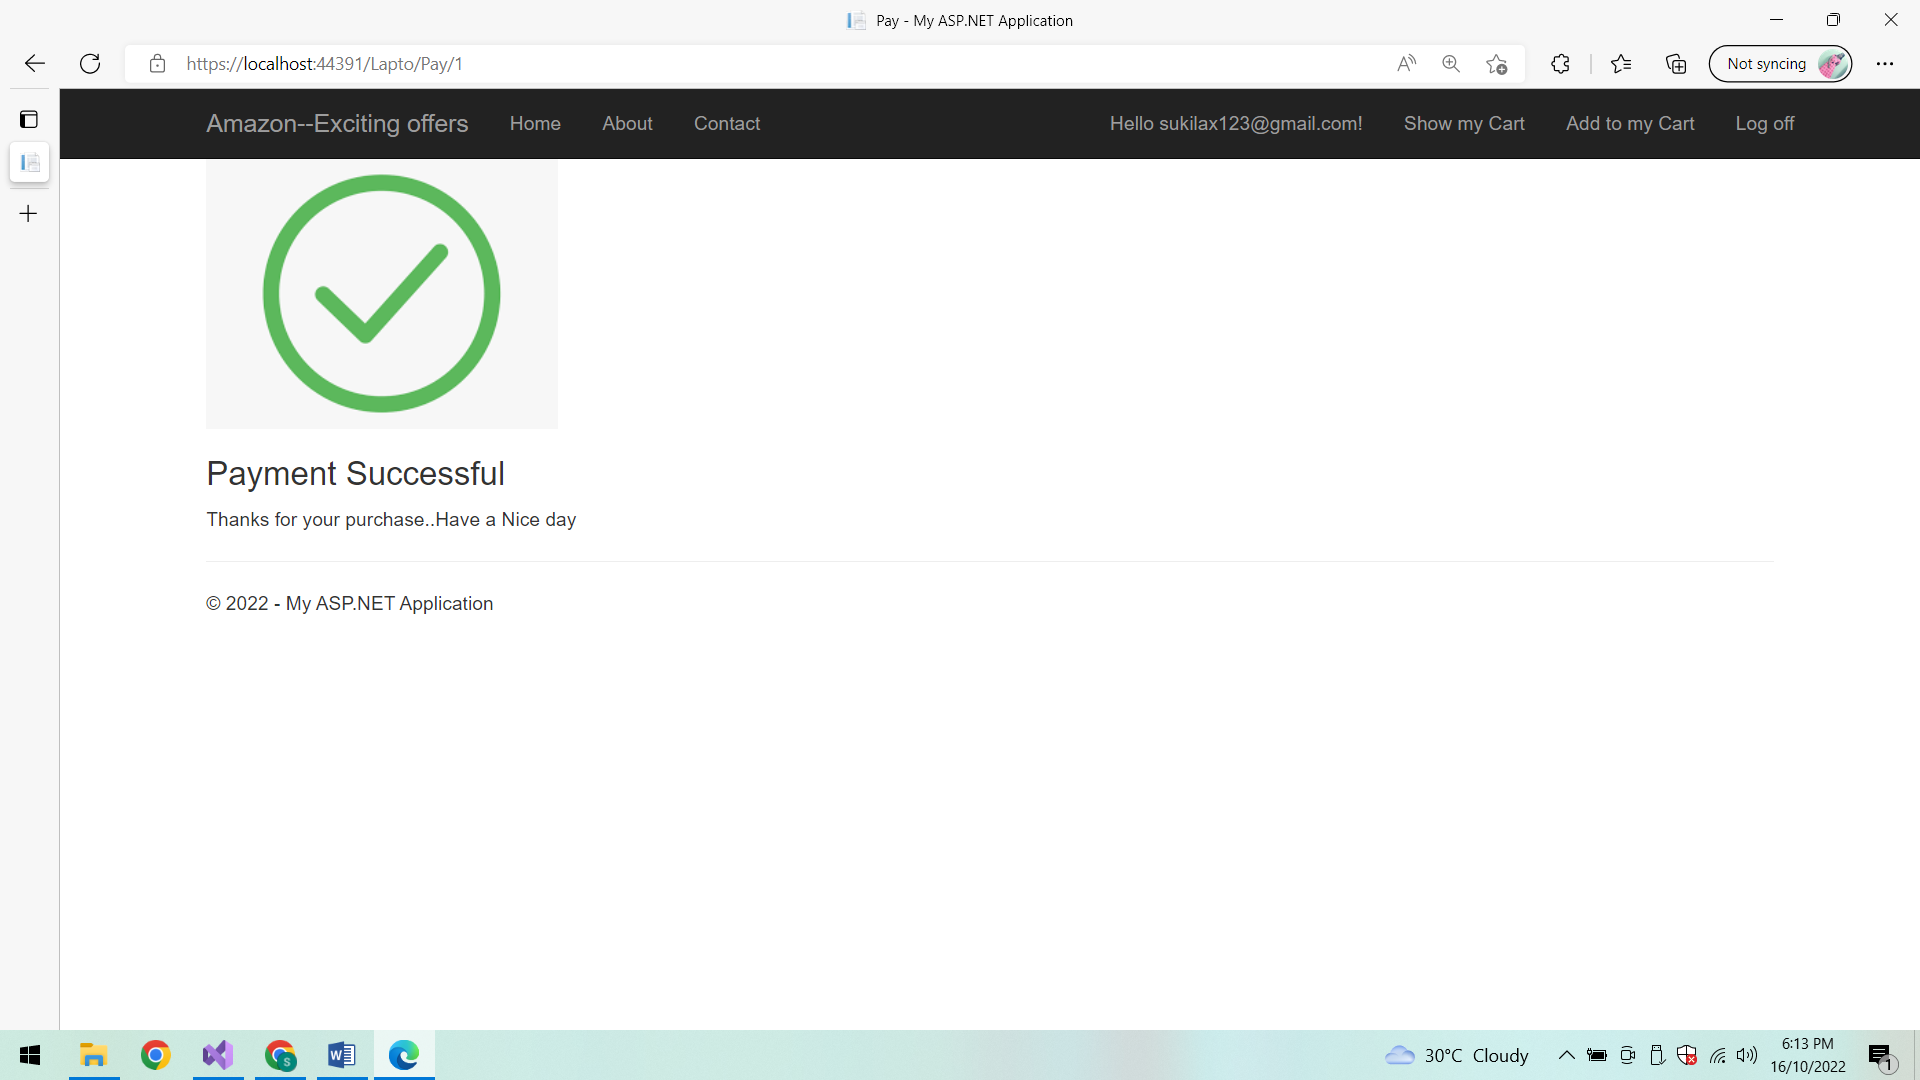 Pay - My ASP.NET Application
https://localhost:44391/Lapto/Pay/1
Not syncing
Amazon--Exciting offers Home About Contact Hello sukilax123@gmail.com! Show my Cart Add to my Cart Log off
Payment Successful
Thanks for your purchase..Have a Nice day
© 2022 - My ASP.NET Application
30°C Cloudy
6:13 PM
16/10/2022
1